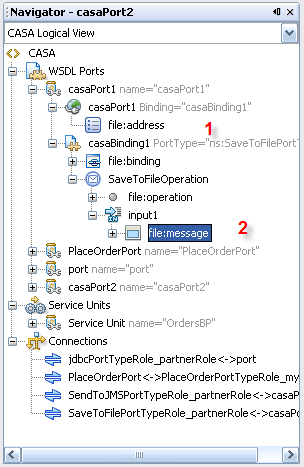 Navigator - casaPort2
CASA Logical View
CASA
WSDL Ports
casaPort1 name="casaPort1"
casaPort1 Binding="casaBinding1"
file:address
1
casaBinding1 PortType="ns:SaveToFilePort
file:binding
SaveToFileOperation
file:operation
input1
file:message
2
PlaceOrderPort name="PlaceOrderPort"
port name="port"
casaPort2 name="casaPort2"
Service Units
Service Unit name="OrdersBP"
Connections
jdbcPortTypeRole_partnerRole<->port
PlaceOrderPort<->PlaceOrderPortTypeRole_my
SendToJMSPortTypeRole_partnerRole<->casaP
SaveToFilePortTypeRole_partnerRole<->casaPo